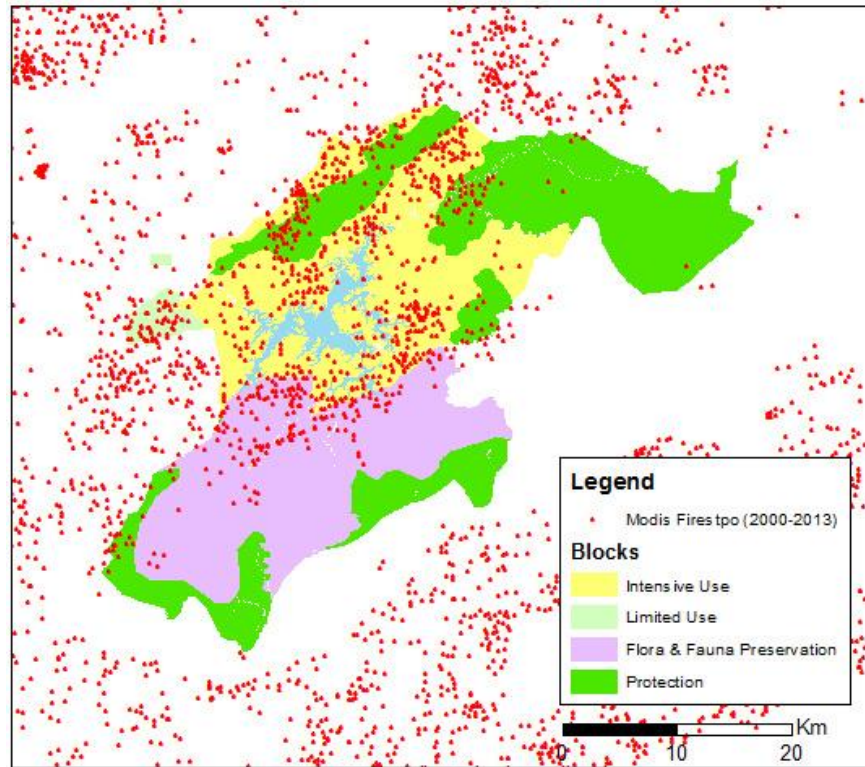 Legend
Modis Firestpo (2000-2013)
Blocks
Intensive Use
Limited Use
Flora & Fauna Preservation
Protection
Km
0 10 20